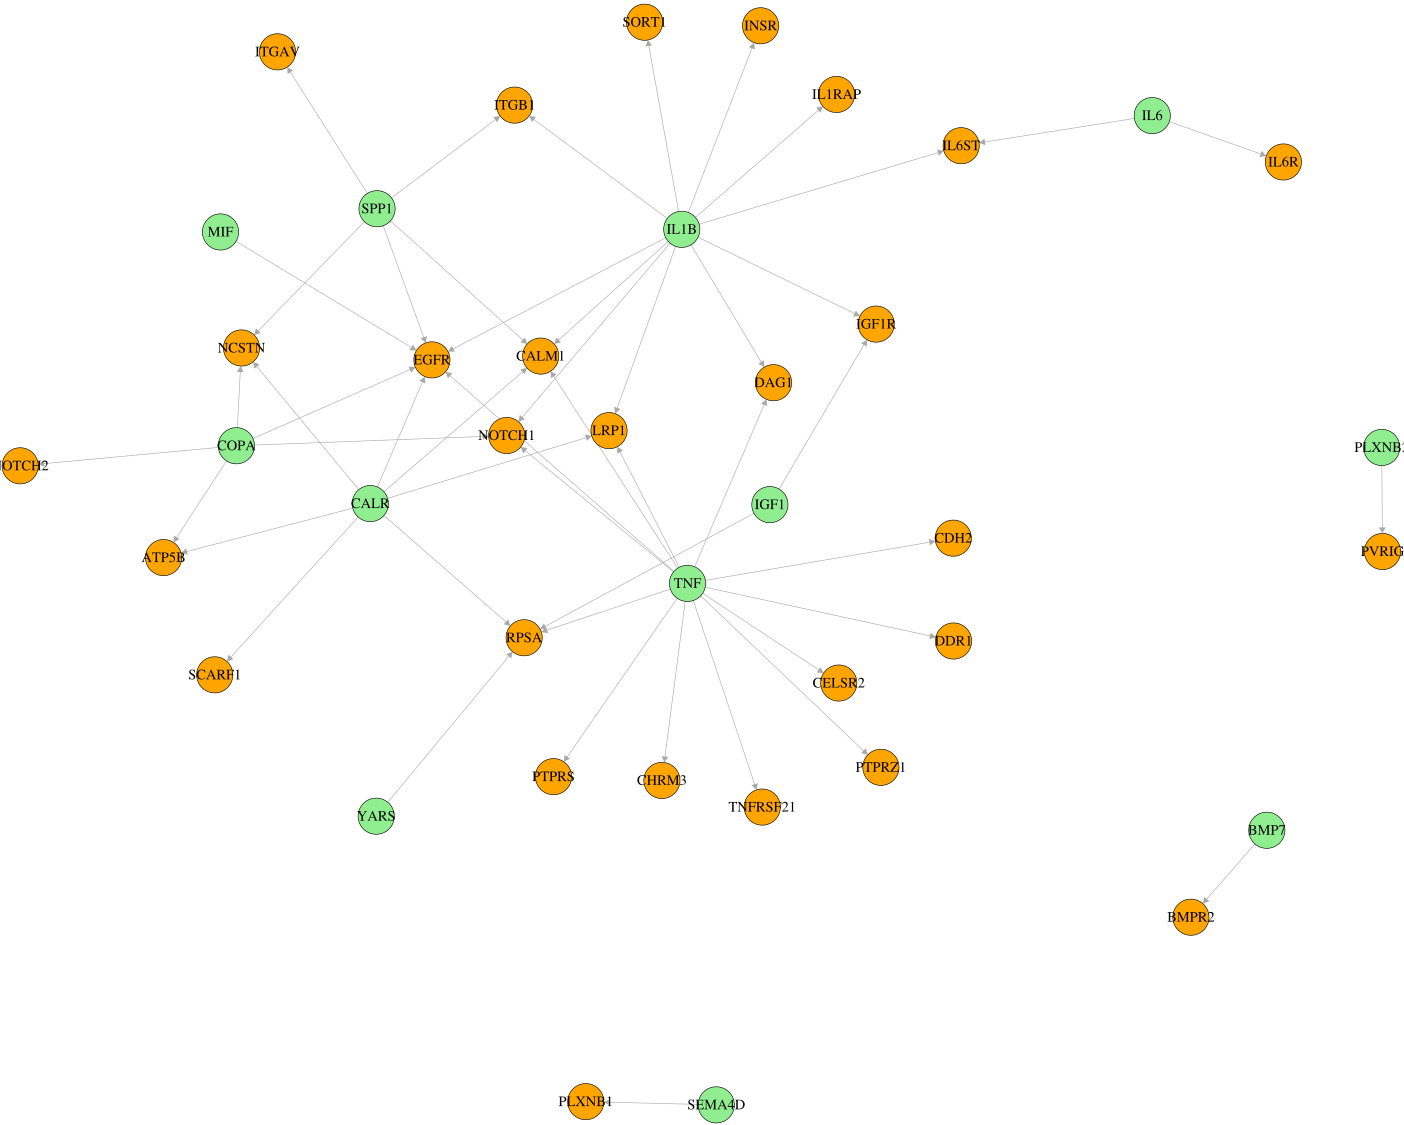 SORT1
INSR
ITGAV
IL1RAP
ITGB1
IL6
IL6ST
IL6R
SPP1
MIF
IL1B
IGF1R
NCSTN
EGFR
CALM1
DAG1
LRP1
NOTCH1
COPA
OTCH2
PLXNB
CALR
IGF1
CDH2
ATP5B
PVRIG
TNF
RPSA
DDR1
SCARF1
CELSR2
PTPRS
CHRM3
PTPRZ1
TNFRSF21
YARS
BMP7
BMPR2
PLXNB1
SEMA4D